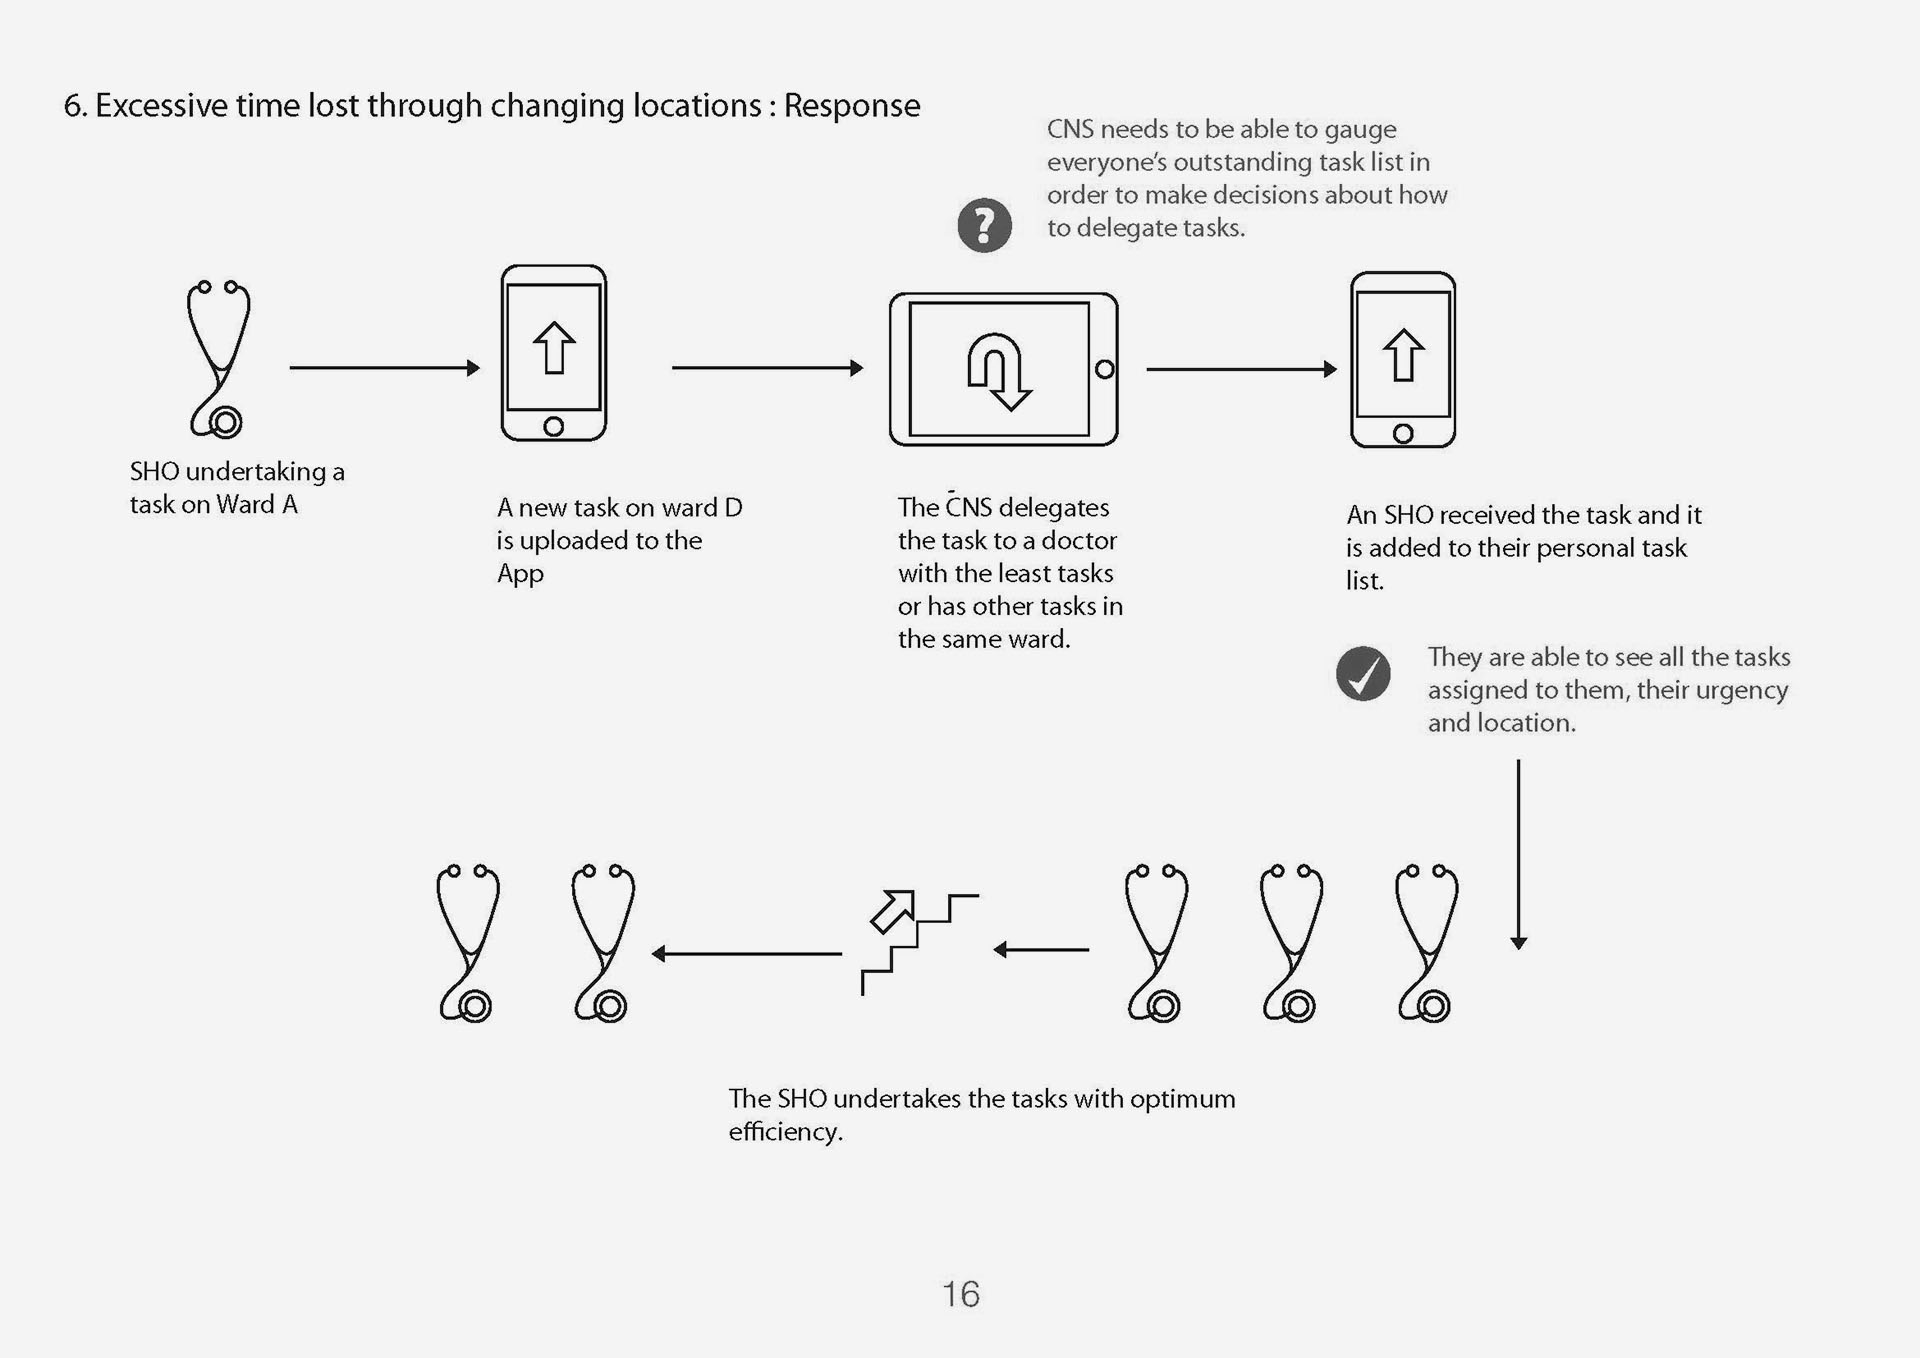 6. Excessive time lost through changing locations : Response
CNS needs to be able to gauge
everyone's outstanding task list in
order to make decisions about how
to delegate tasks.
?
SHO undertaking a
task on Ward A
A new task on ward D
is uploaded to the
App
The CNS delegates
the task to a doctor
with the least tasks
or has other tasks in
the same ward.
An SHO received the task and it
is added to their personal task
list.
They are able to see all the tasks
assigned to them, their urgency
and location.
The SHO undertakes the tasks with optimum
efficiency.
16